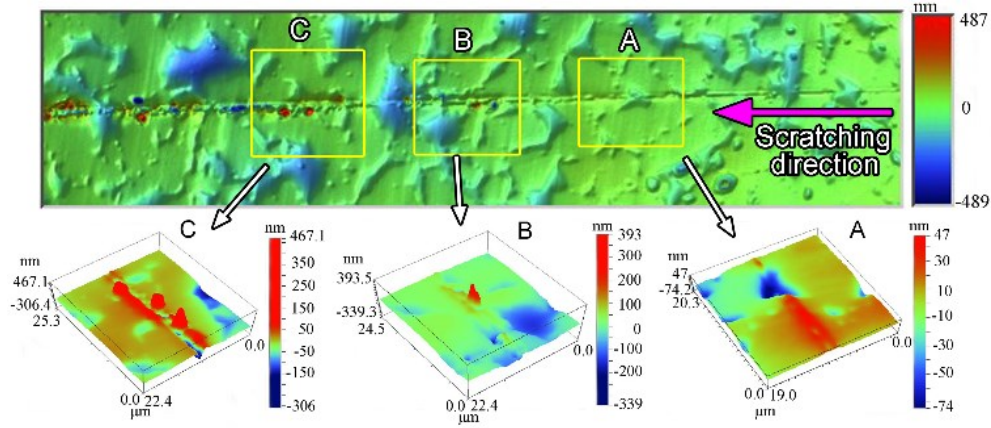 nm
487
0
-489
C
B
A
Scratching
direction
C
nm
467.1
-306.4
25.3
0.0
0.0 22.4
µm
nm
467.1
350
250
150
50
-50
-150
-306
B
nm
393.5
-339.3
24.5
0.0
0.0 22.4
µm
nm
393
300
200
100
0
-100
-200
-339
A
nm
47
-74.2
20.3
0.0
0.0 19.0
µm
nm
47
30
10
-10
-30
-50
-74